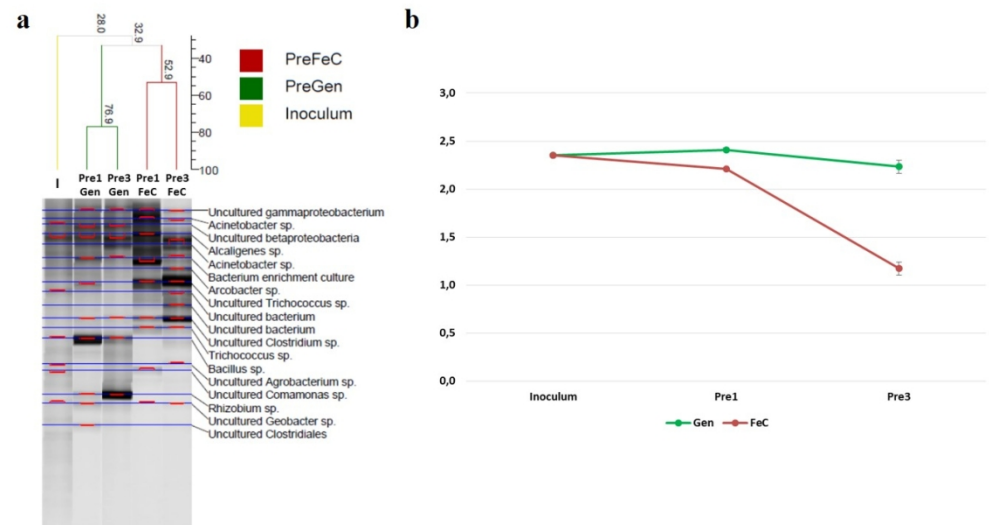 a
28.0
32.9
52.9
76.9
40
60
80
100
PreFeC
PreGen
Inoculum
I
Pre1 Gen
Pre3 Gen
Pre1 FeC
Pre3 FeC
Uncultured gammaproteobacterium
Acinetobacter sp.
Uncultured betaproteobacteria
Alcaligenes sp.
Acinetobacter sp.
Bacterium enrichment culture
Arcobacter sp.
Uncultured Trichococcus sp.
Uncultured bacterium
Uncultured bacterium
Uncultured Clostridium sp.
Trichococcus sp.
Bacillus sp.
Uncultured Agrobacterium sp.
Uncultured Comamonas sp.
Rhizobium sp.
Uncultured Geobacter sp.
Uncultured Clostridiales
b
3,0
2,5
2,0
1,5
1,0
0,5
0,0
Inoculum
Pre1
Pre3
Gen
FeC